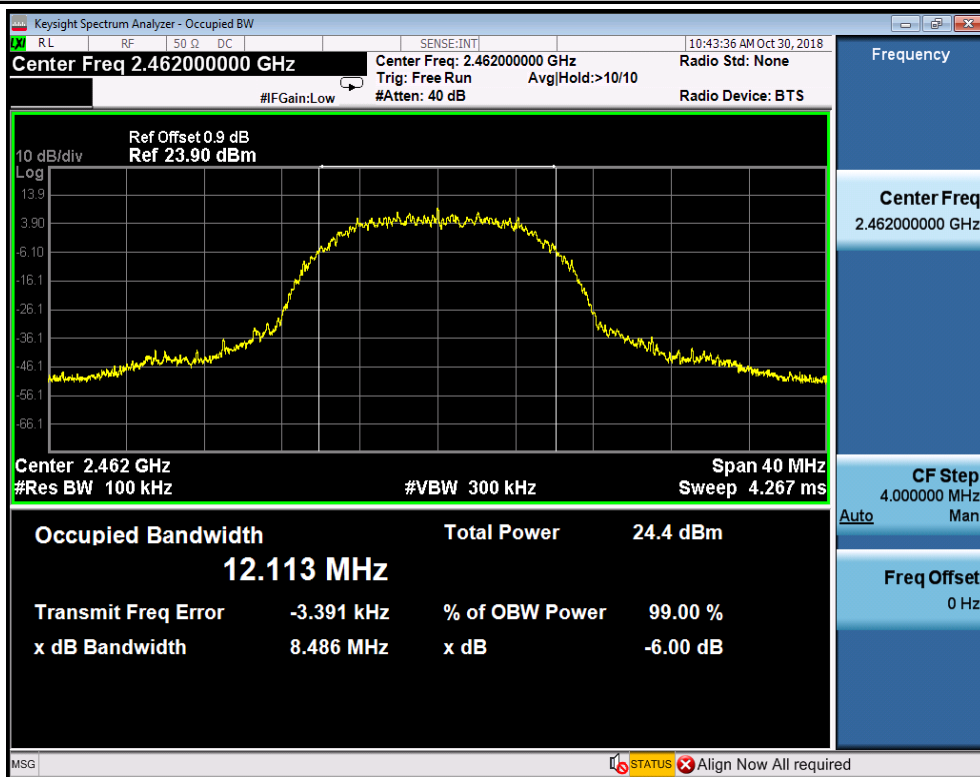 Keysight Spectrum Analyzer - Occupied BW
LXI RL RF 50 Ω DC SENSE:INT 10:43:36 AM Oct 30, 2018
Center Freq 2.462000000 GHz
Center Freq: 2.462000000 GHz
Radio Std: None
Trig: Free Run Avg|Hold:>10/10
#IFGain:Low
#Atten: 40 dB
Radio Device: BTS
Ref Offset 0.9 dB
10 dB/div Ref 23.90 dBm
Log
13.9
3.90
-6.10
-16.1
-26.1
-36.1
-46.1
-56.1
-66.1
Center 2.462 GHz Span 40 MHz
#Res BW 100 kHz #VBW 300 kHz Sweep 4.267 ms
Occupied Bandwidth Total Power 24.4 dBm
12.113 MHz
Transmit Freq Error -3.391 kHz % of OBW Power 99.00 %
x dB Bandwidth 8.486 MHz x dB -6.00 dB
MSG STATUS Align Now All required
Frequency
Center Freq
2.462000000 GHz
CF Step
4.000000 MHz
Auto Man
Freq Offset
0 Hz